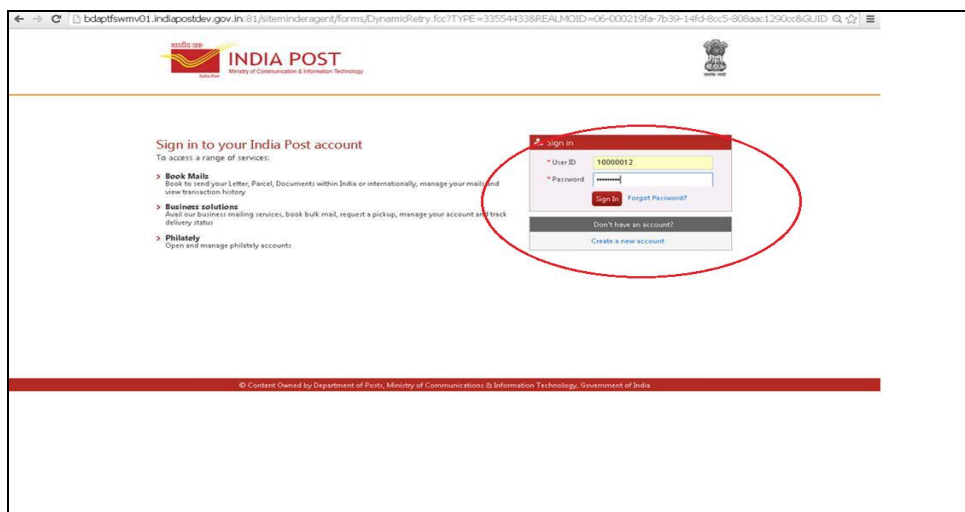 bdaptfswmv01.indiapostdev.gov.in:81/siteminderagent/forms/DynamicRetry.fcc?TYPE=33554433&REALMOID=06-000219fa-7b39-14fd-8cc5-808aac1290cc&GUID
भारतीय डाक
INDIA POST
Ministry of Communication & Information Technology
India Post
सत्यमेव जयते
Sign in to your India Post account
To access a range of services:
> Book Mails
Book to send your Letter, Parcel, Documents within India or internationally, manage your mails and
view transaction history
> Business solutions
Avail our business mailing services, book bulk mail, request a pickup, manage your account and track
delivery status
> Philately
Open and manage philately accounts
Sign in
* User ID 10000012
* Password •••••••••
Sign In Forgot Password?
Don't have an account?
Create a new account
© Content Owned by Department of Posts, Ministry of Communications & Information Technology, Government of India